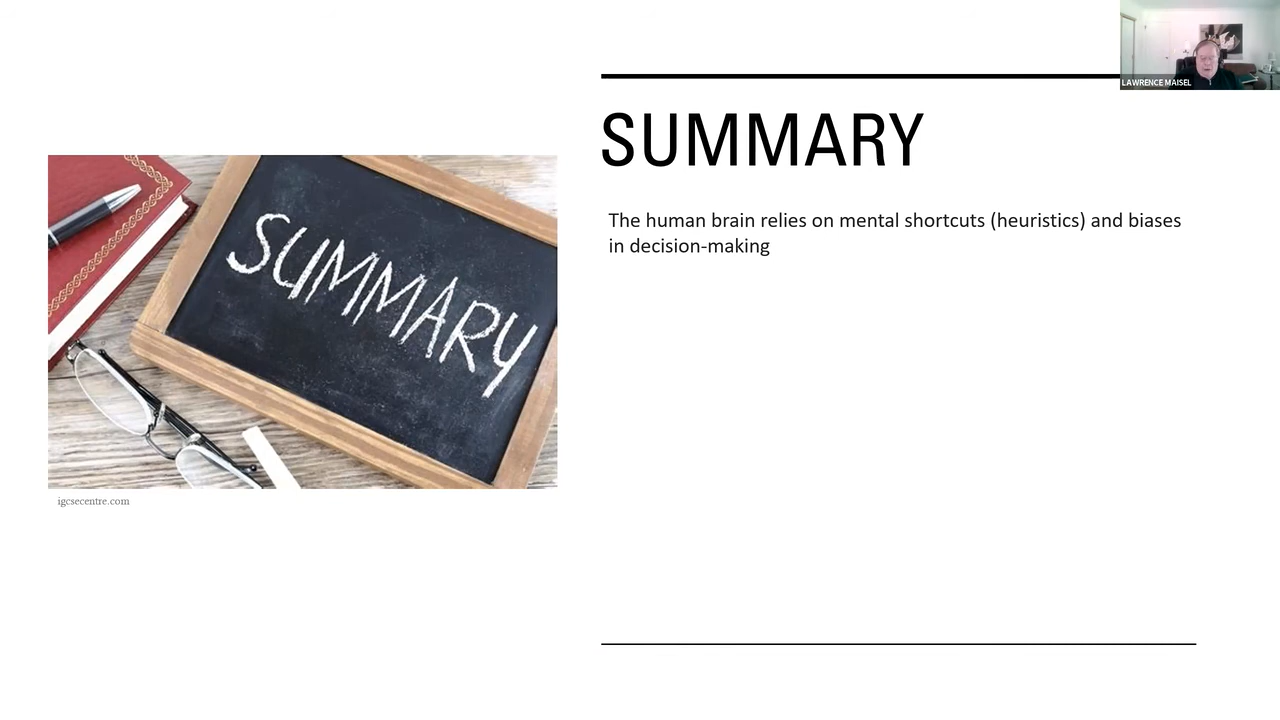 LAWRENCE MAISEL
SUMMARY
The human brain relies on mental shortcuts (heuristics) and biases
in decision-making
SUMMARY
igcsecentre.com